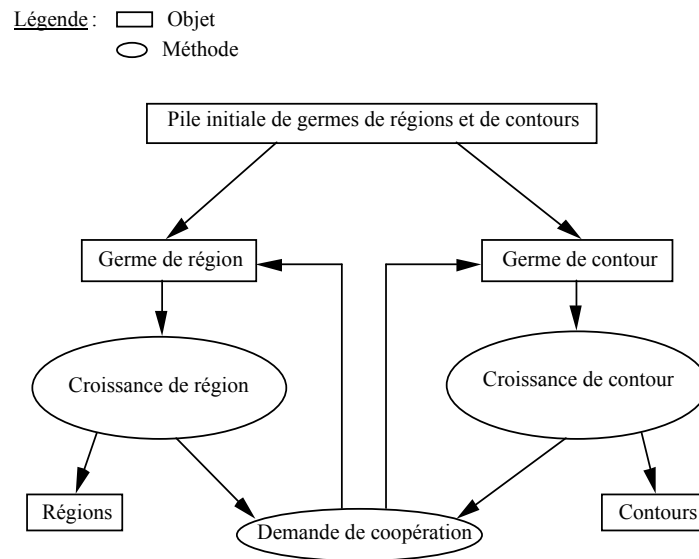 Légende : Objet
Méthode
Pile initiale de germes de régions et de contours
Germe de région
Germe de contour
Croissance de région
Croissance de contour
Régions
Demande de coopération
Contours